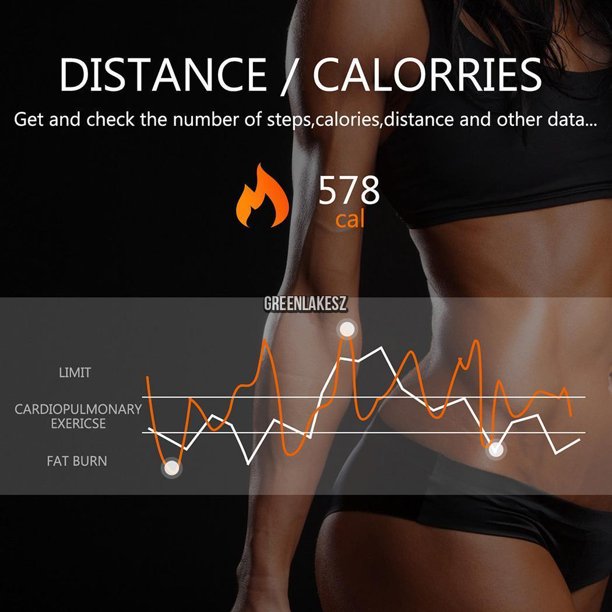 DISTANCE / CALORRIES
Get and check the number of steps,calories,distance and other data...
578
cal
GREENLAKESZ
LIMIT
CARDIOPULMONARY
EXERICSE
FAT BURN